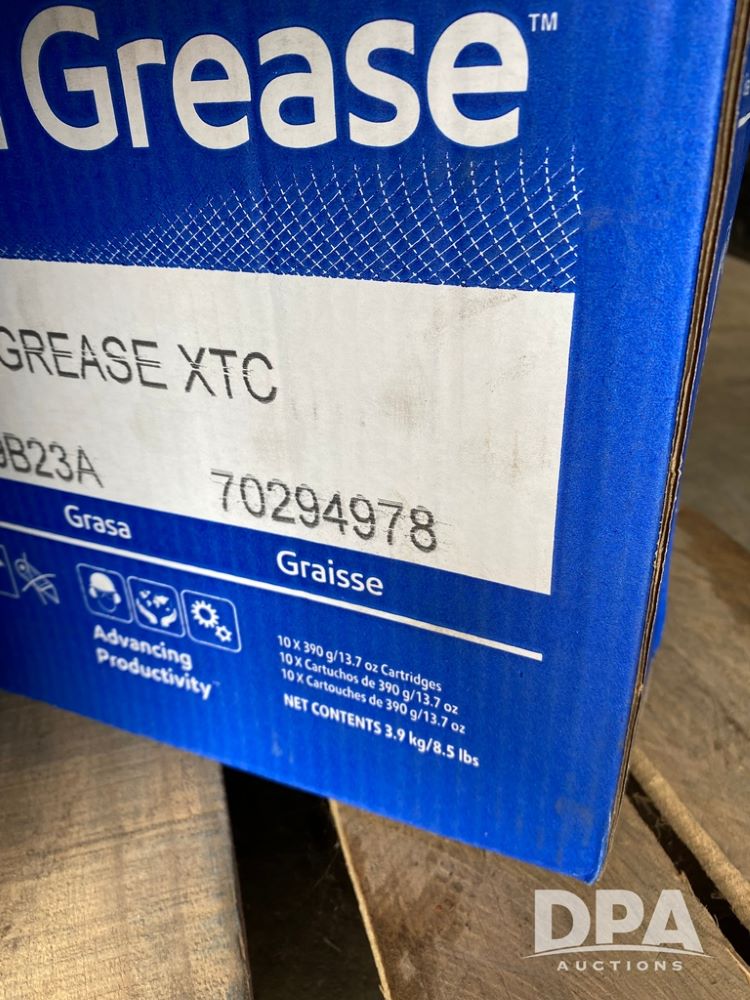 Grease™
GREASE XTC
9B23A 70294978
Grasa
Graisse
Advancing
Productivity™
10 X 390 g/13.7 oz Cartridges
10 X Cartuchos de 390 g/13.7 oz
10 X Cartouches de 390 g/13.7 oz
NET CONTENTS 3.9 kg/8.5 lbs
DPA
AUCTIONS